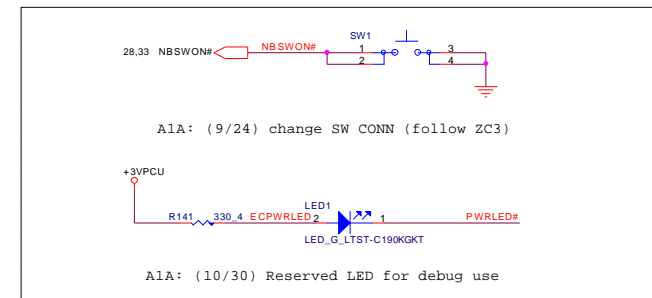 SW1
28,33 NBSWON# NBSWON# 1 3
2 4
A1A: (9/24) change SW CONN (follow ZC3)
+3VPCU
LED1
R141 330_4 ECPWRLED 2 1 PWRLED#
LED_G_LTST-C190KGKT
A1A: (10/30) Reserved LED for debug use